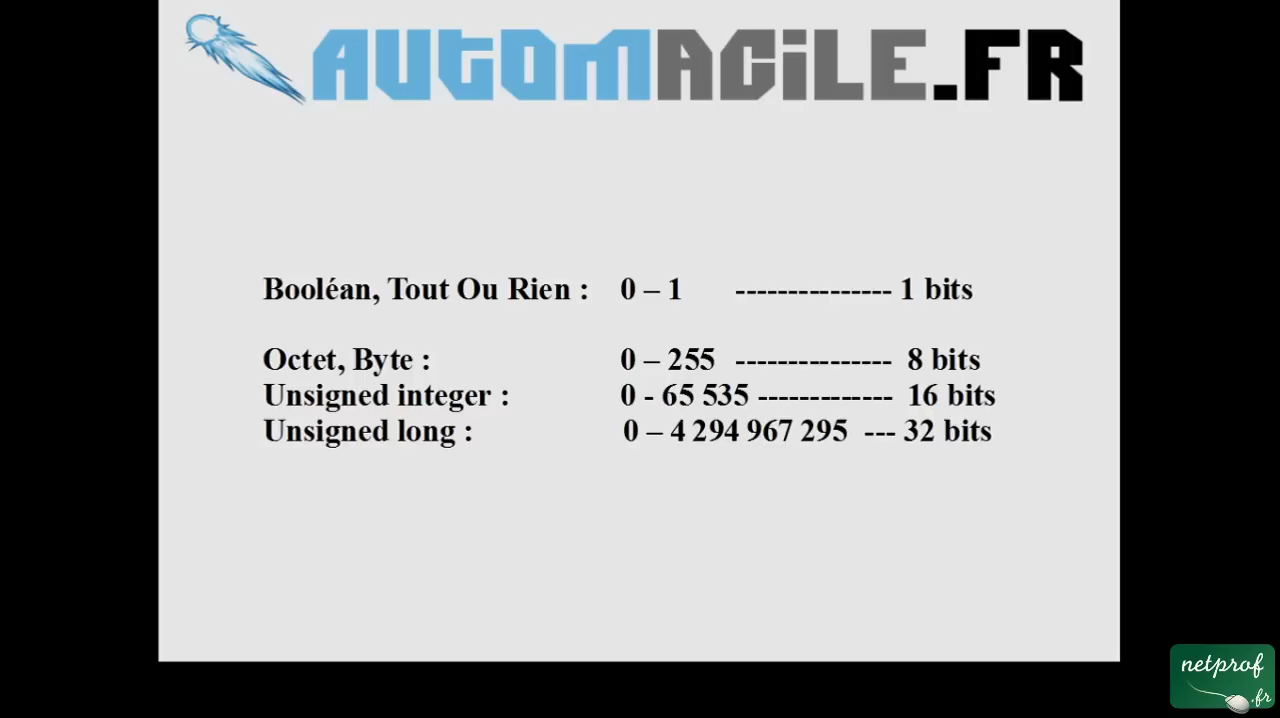 AUTOMAGiLE.FR
Booléan, Tout Ou Rien : 0 – 1 --------------- 1 bits
Octet, Byte : 0 – 255 --------------- 8 bits
Unsigned integer : 0 - 65 535 ------------- 16 bits
Unsigned long : 0 – 4 294 967 295 --- 32 bits
netprof
.fr